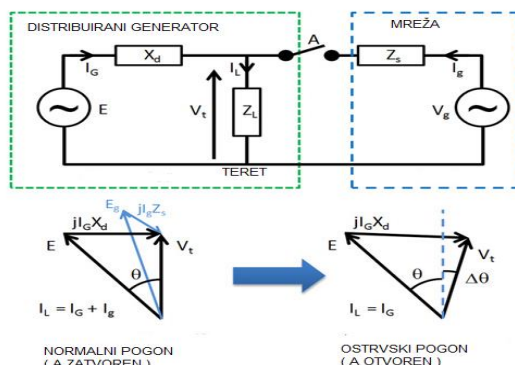 DISTRIBUIRANI GENERATOR
MREŽA
A
I_G
X_d
I_L
Z_s
I_g
E
V_t
Z_L
V_g
TERET
E_g
jI_gZ_s
jI_GX_d
E
V_t
θ
I_L = I_G + I_g
NORMALNI POGON
( A ZATVOREN )
jI_GX_d
E
V_t
θ
Δθ
I_L = I_G
OSTRVSKI POGON
( A OTVOREN )